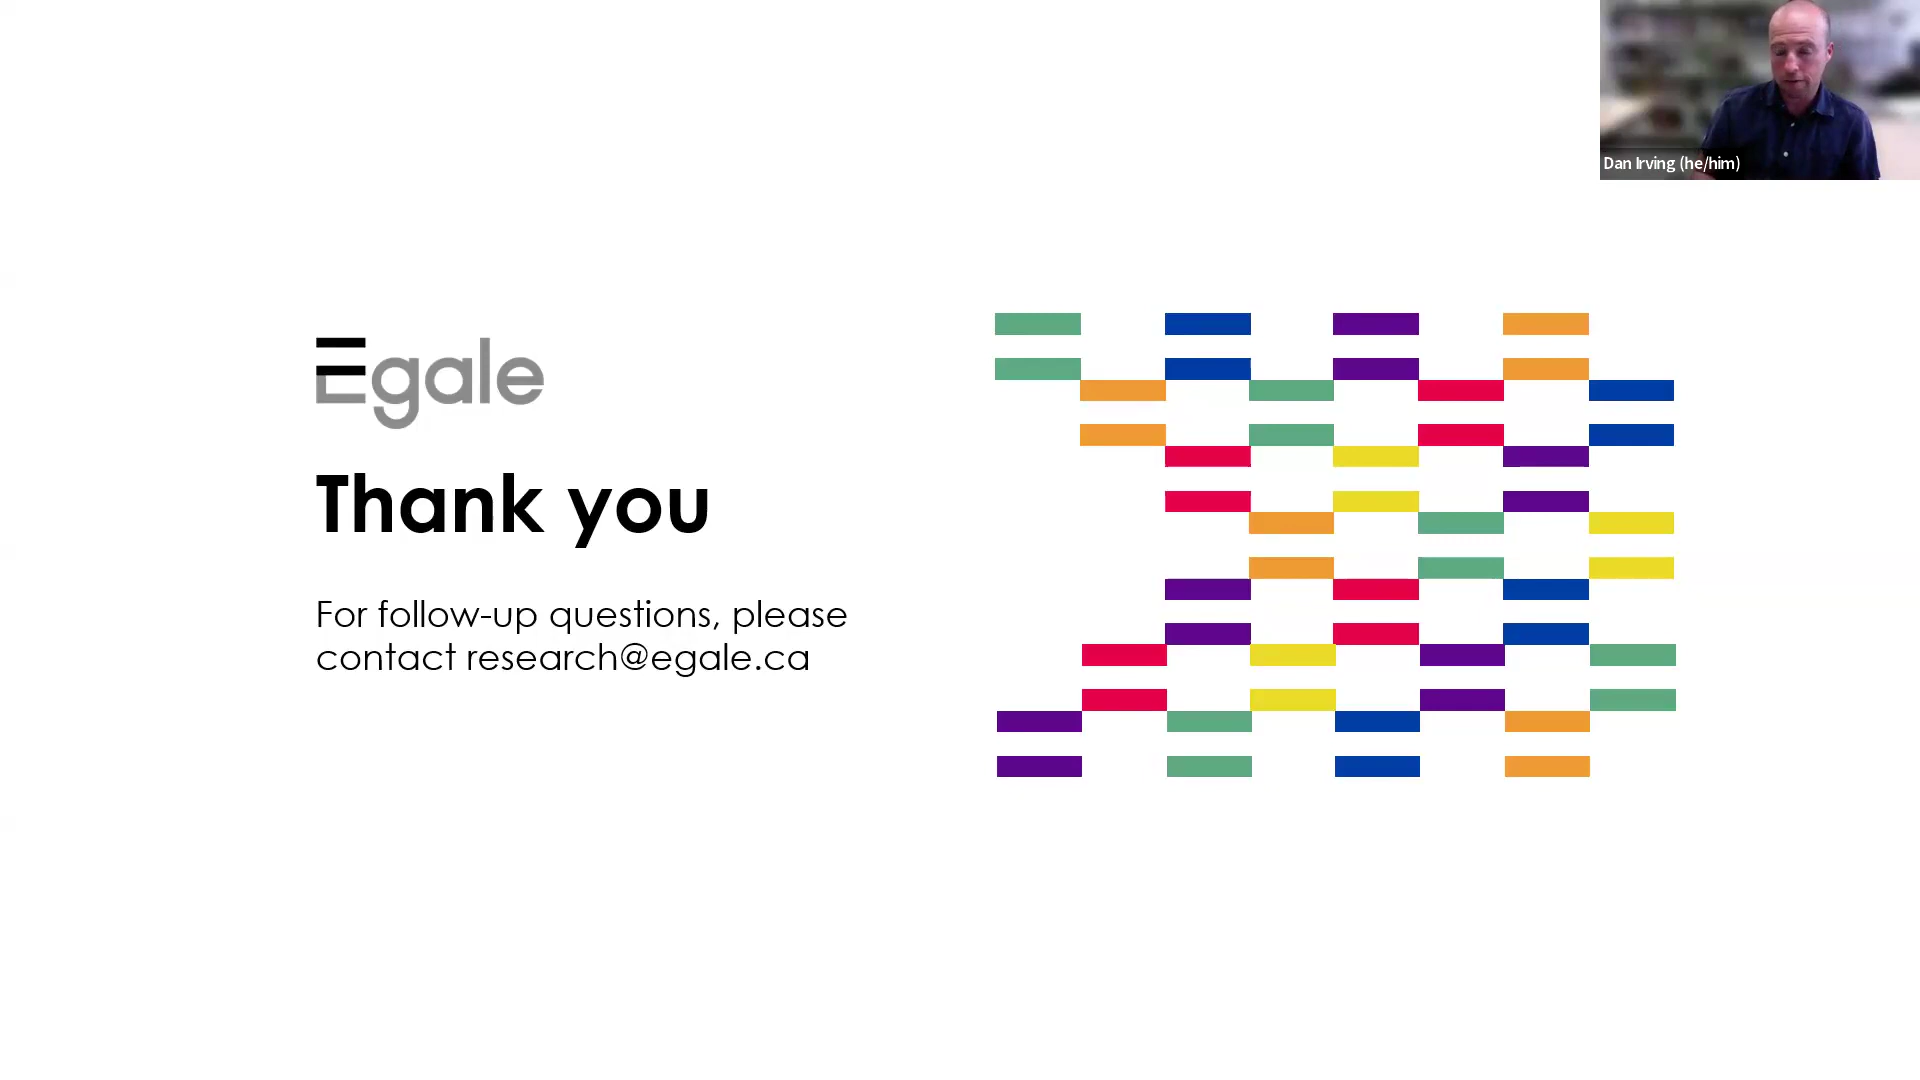 Dan Irving (he/him)
Egale
Thank you
For follow-up questions, please
contact research@egale.ca